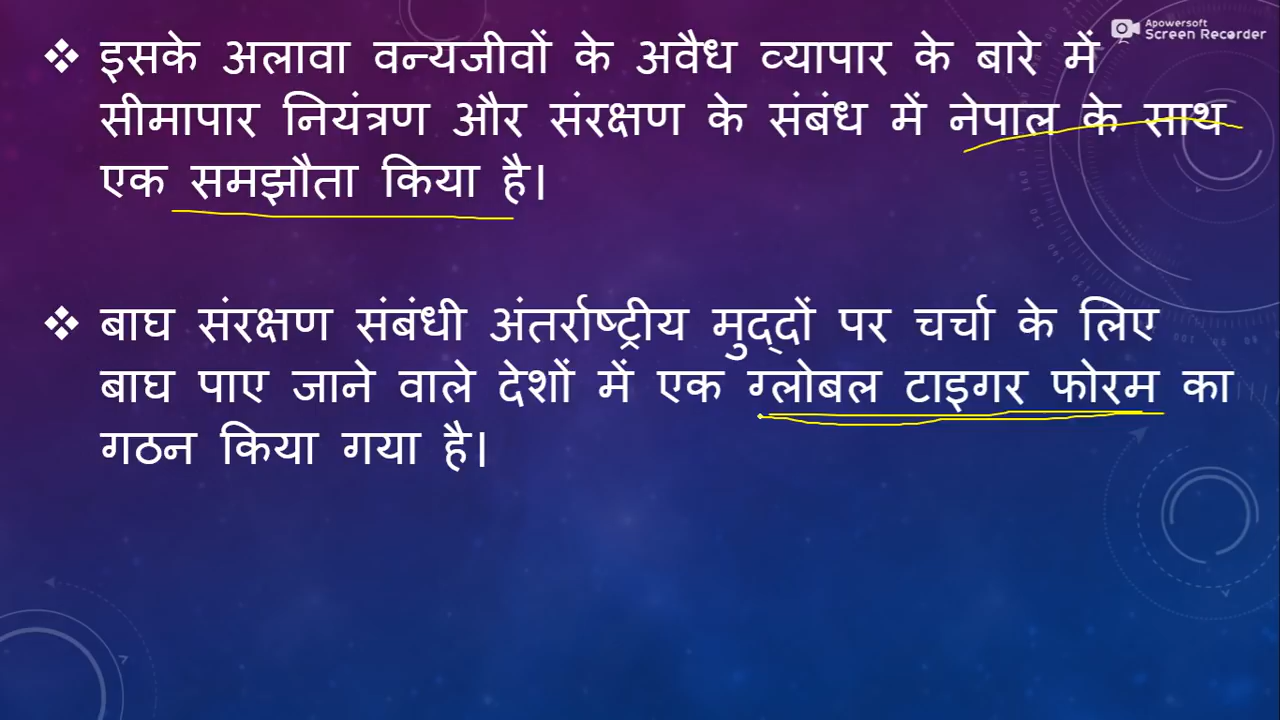 Apowersoft
Screen Recorder
❖ इसके अलावा वन्यजीवों के अवैध व्यापार के बारे में
सीमापार नियंत्रण और संरक्षण के संबंध में नेपाल के साथ
एक समझौता किया है।
❖ बाघ संरक्षण संबंधी अंतर्राष्ट्रीय मुद्दों पर चर्चा के लिए
बाघ पाए जाने वाले देशों में एक ग्लोबल टाइगर फोरम का
गठन किया गया है।